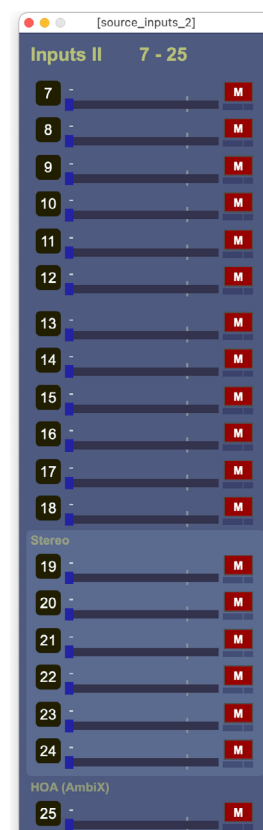 [source_inputs_2]
Inputs II 7 - 25
7 - M
8 - M
9 - M
10 - M
11 - M
12 - M
13 - M
14 - M
15 - M
16 - M
17 - M
18 - M
Stereo
19 - M
20 - M
21 - M
22 - M
23 - M
24 - M
HOA (AmbiX)
25 - M